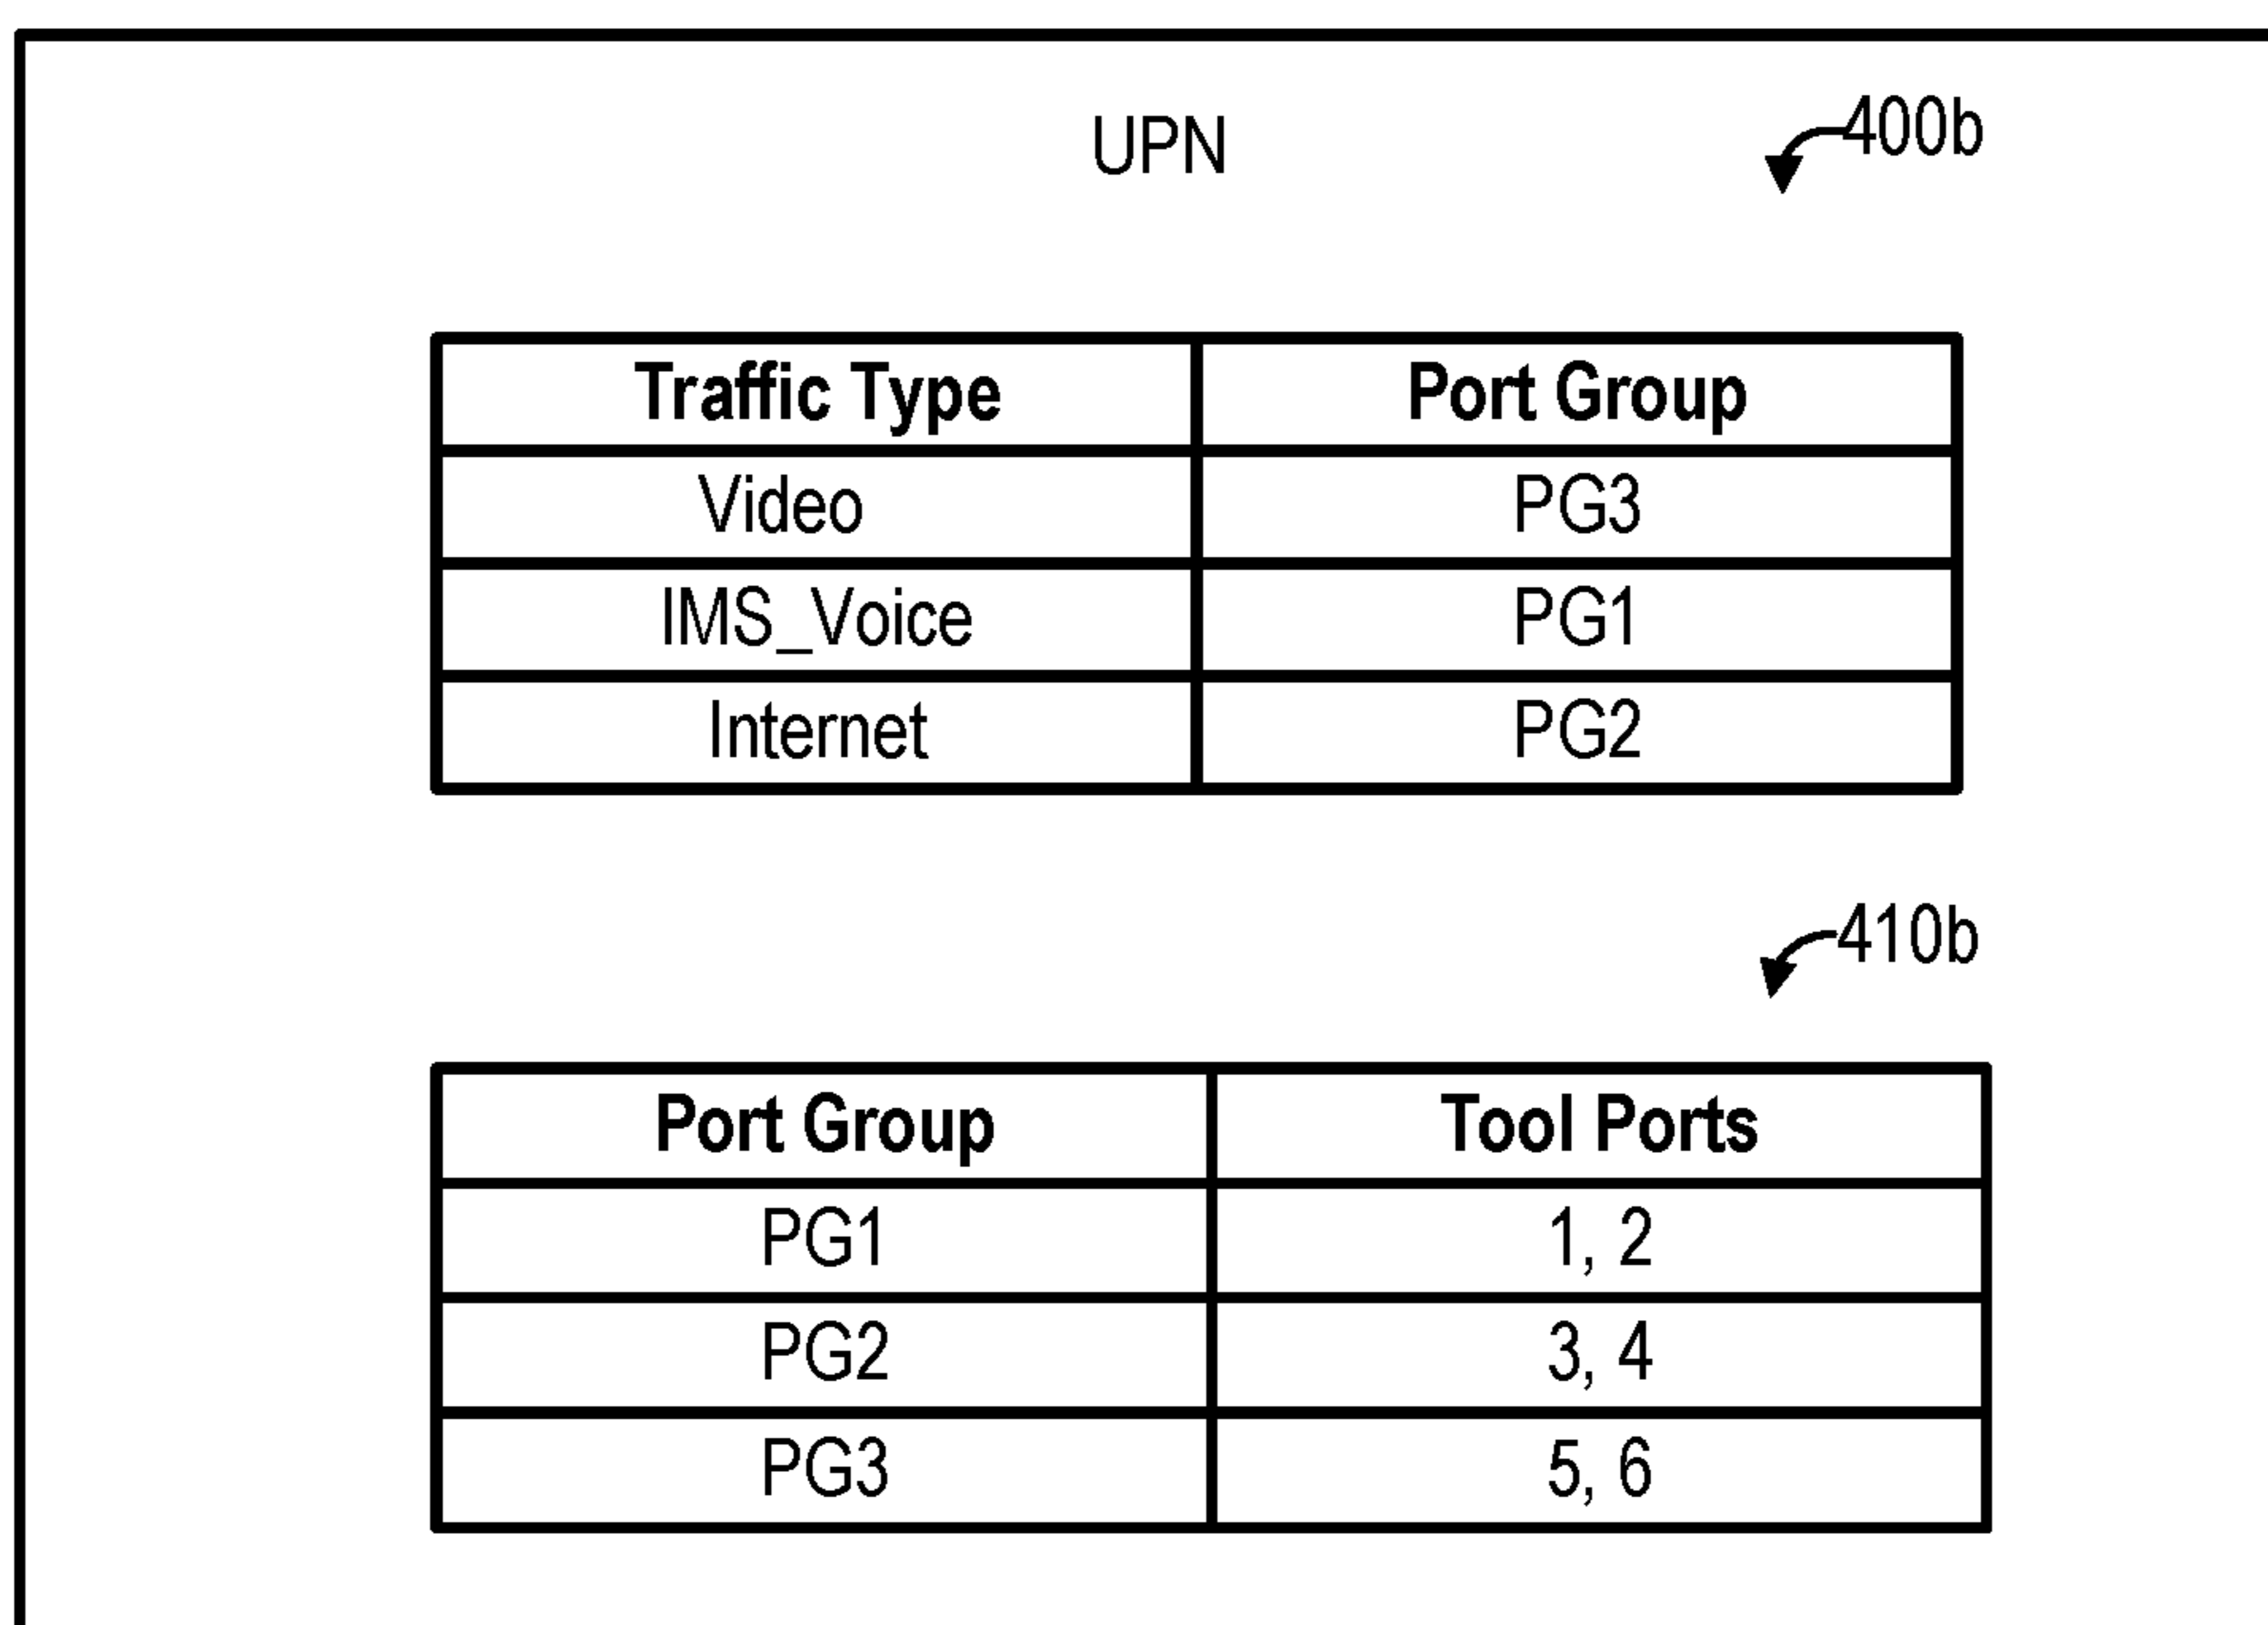 UPN
400b
Traffic Type Port Group
Video PG3
IMS_Voice PG1
Internet PG2
410b
Port Group Tool Ports
PG1 1, 2
PG2 3, 4
PG3 5, 6